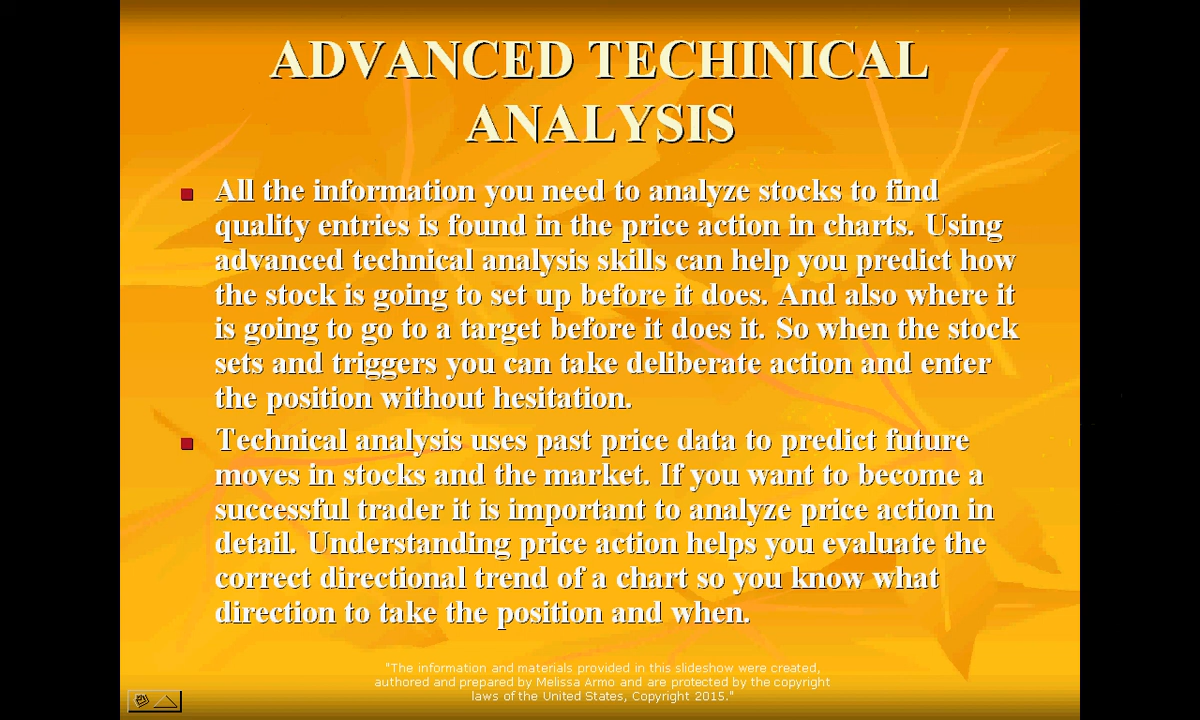 ADVANCED TECHINICAL
ANALYSIS
All the information you need to analyze stocks to find
quality entries is found in the price action in charts. Using
advanced technical analysis skills can help you predict how
the stock is going to set up before it does. And also where it
is going to go to a target before it does it. So when the stock
sets and triggers you can take deliberate action and enter
the position without hesitation.
Technical analysis uses past price data to predict future
moves in stocks and the market. If you want to become a
successful trader it is important to analyze price action in
detail. Understanding price action helps you evaluate the
correct directional trend of a chart so you know what
direction to take the position and when.
"The information and materials provided in this slideshow were created,
authored and prepared by Melissa Armo and are protected by the copyright
laws of the United States, Copyright 2015."